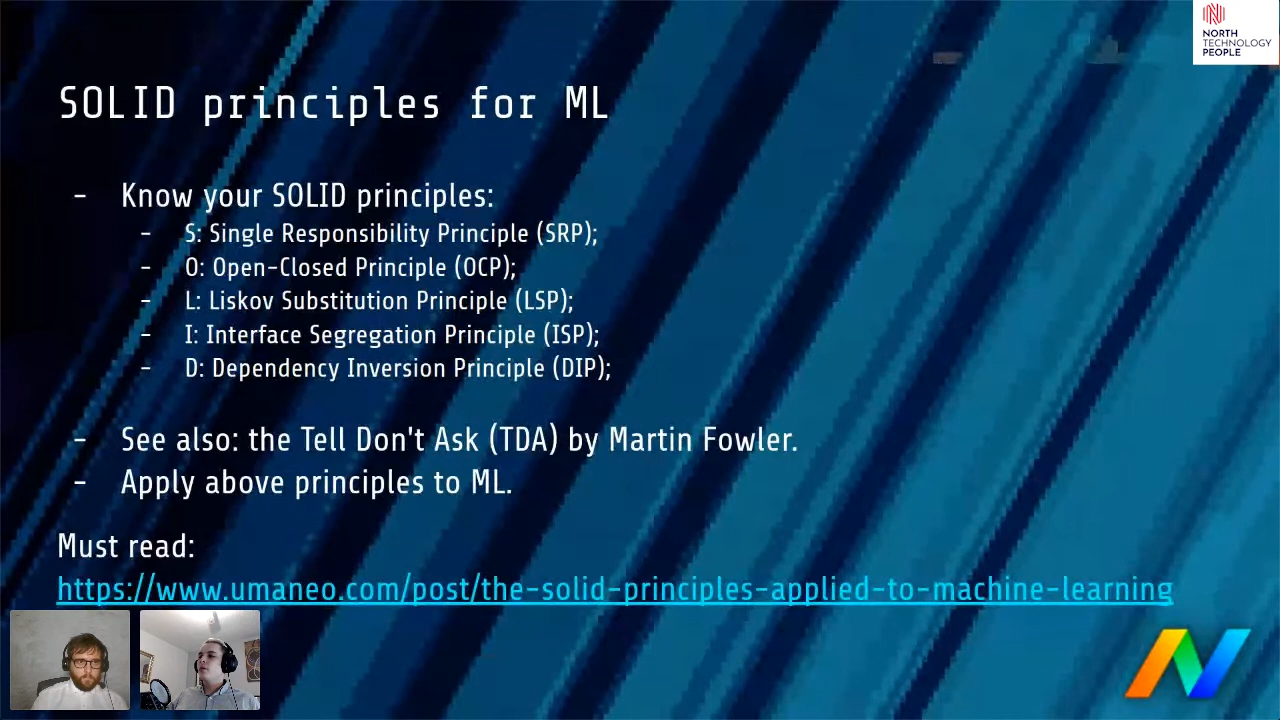 NORTH
TECHNOLOGY
PEOPLE
SOLID principles for ML
- Know your SOLID principles:
- S: Single Responsibility Principle (SRP);
- O: Open-Closed Principle (OCP);
- L: Liskov Substitution Principle (LSP);
- I: Interface Segregation Principle (ISP);
- D: Dependency Inversion Principle (DIP);
- See also: the Tell Don't Ask (TDA) by Martin Fowler.
- Apply above principles to ML.
Must read:
https://www.umaneo.com/post/the-solid-principles-applied-to-machine-learning